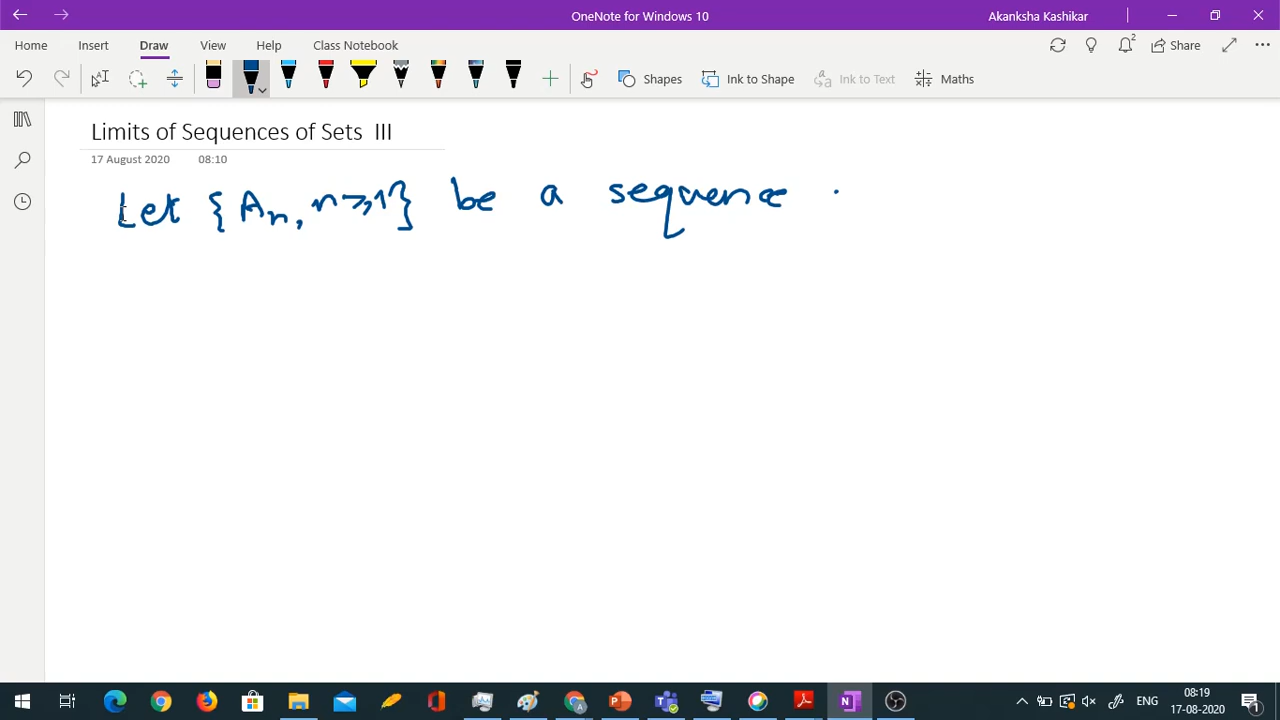 OneNote for Windows 10
Akanksha Kashikar
Home Insert Draw View Help Class Notebook
Share
Shapes Ink to Shape Ink to Text Maths
Limits of Sequences of Sets III
17 August 2020 08:10
Let {An, n≥1} be a sequence
ENG
08:19
17-08-2020